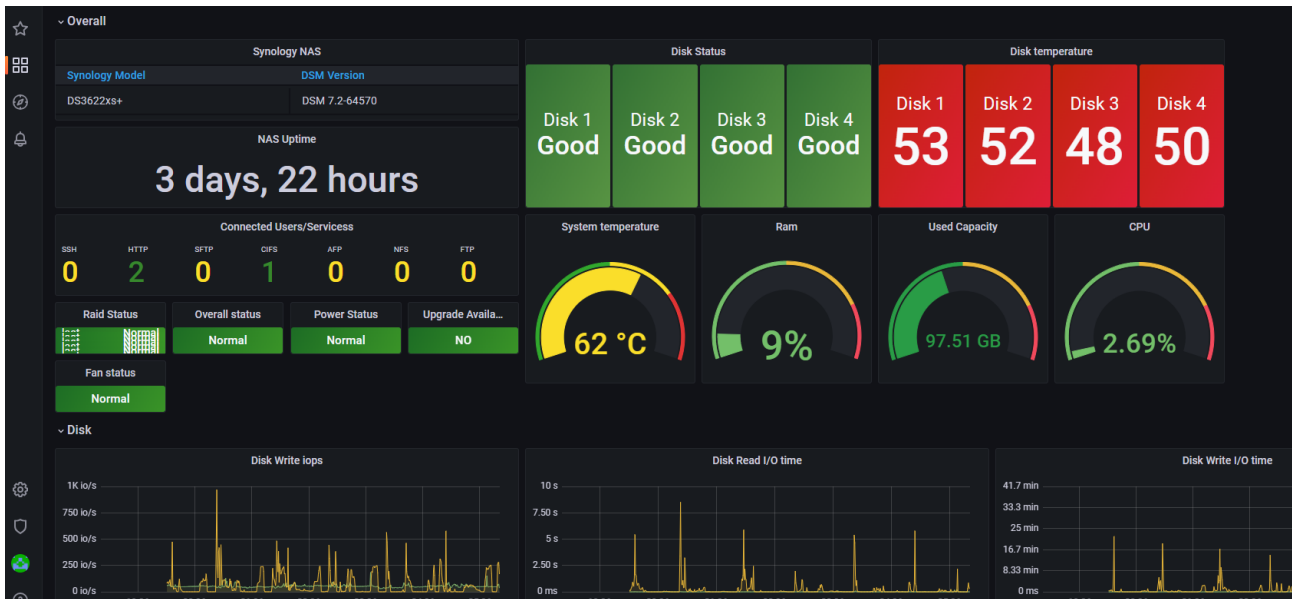 Overall
Synology NAS
Synology Model DSM Version
DS3622xs+ DSM 7.2-64570
NAS Uptime
3 days, 22 hours
Connected Users/Servicess
SSH HTTP SFTP CIFS AFP NFS FTP
0 2 0 1 0 0 0
Raid Status
Normal
Overall status
Normal
Power Status
Normal
Upgrade Availa...
NO
Fan status
Normal
Disk Status
Disk 1 Disk 2 Disk 3 Disk 4
Good Good Good Good
Disk temperature
Disk 1 Disk 2 Disk 3 Disk 4
53 52 48 50
System temperature
62 °C
Ram
9%
Used Capacity
97.51 GB
CPU
2.69%
Disk
Disk Write iops
1K io/s
750 io/s
500 io/s
250 io/s
0 io/s
Disk Read I/O time
10 s
7.50 s
5 s
2.50 s
0 ms
Disk Write I/O time
41.7 min
33.3 min
25 min
16.7 min
8.33 min
0 ms